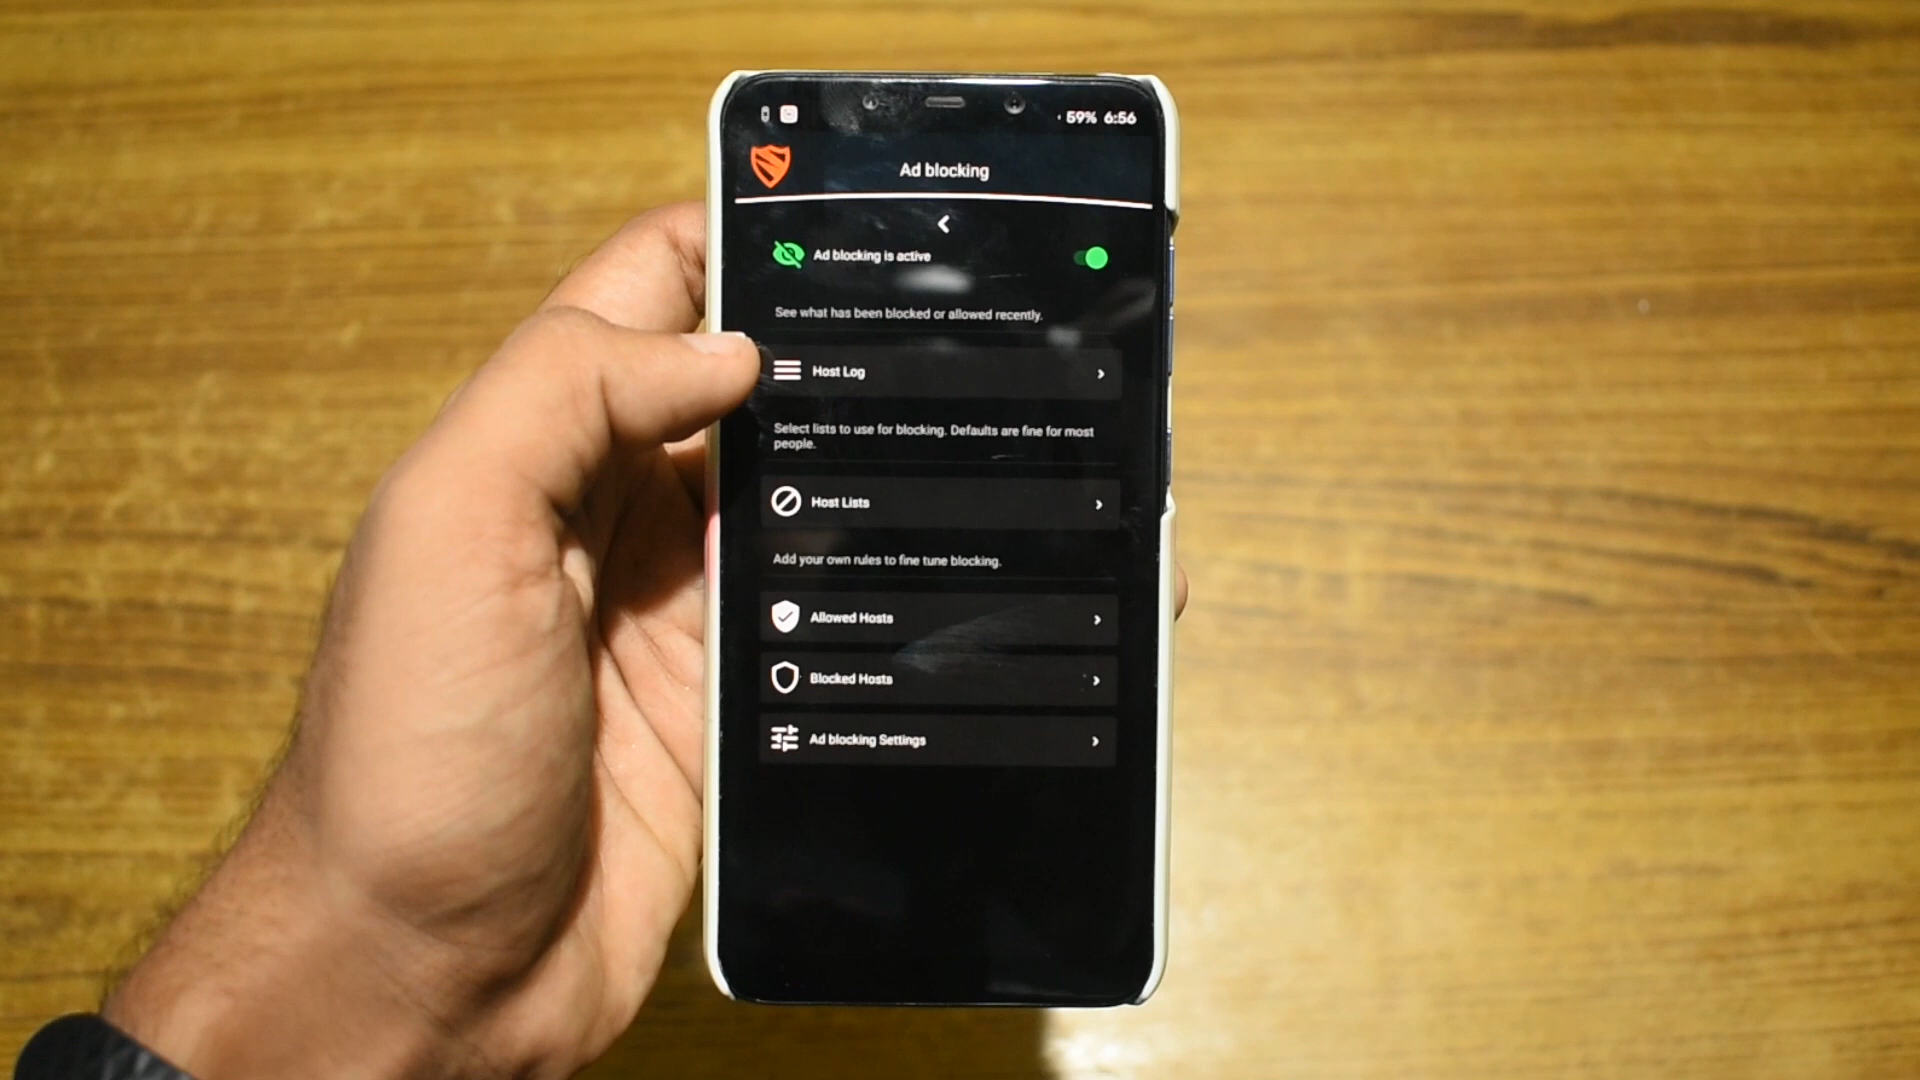 59% 6:56
Ad blocking
Ad blocking is active
See what has been blocked or allowed recently.
Host Log
Select lists to use for blocking. Defaults are fine for most
people.
Host Lists
Add your own rules to fine tune blocking.
Allowed Hosts
Blocked Hosts
Ad blocking Settings